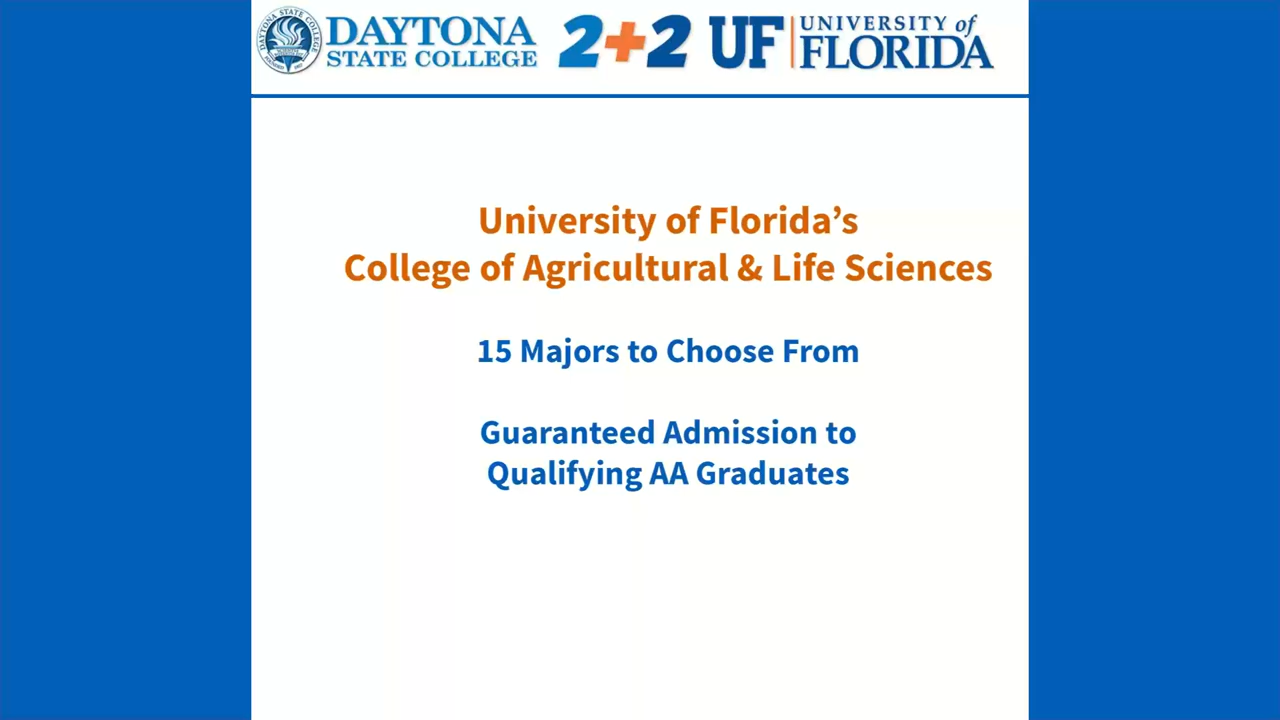 DAYTONA
STATE COLLEGE
2+2
UF
UNIVERSITY of
FLORIDA
University of Florida’s
College of Agricultural & Life Sciences
15 Majors to Choose From
Guaranteed Admission to
Qualifying AA Graduates